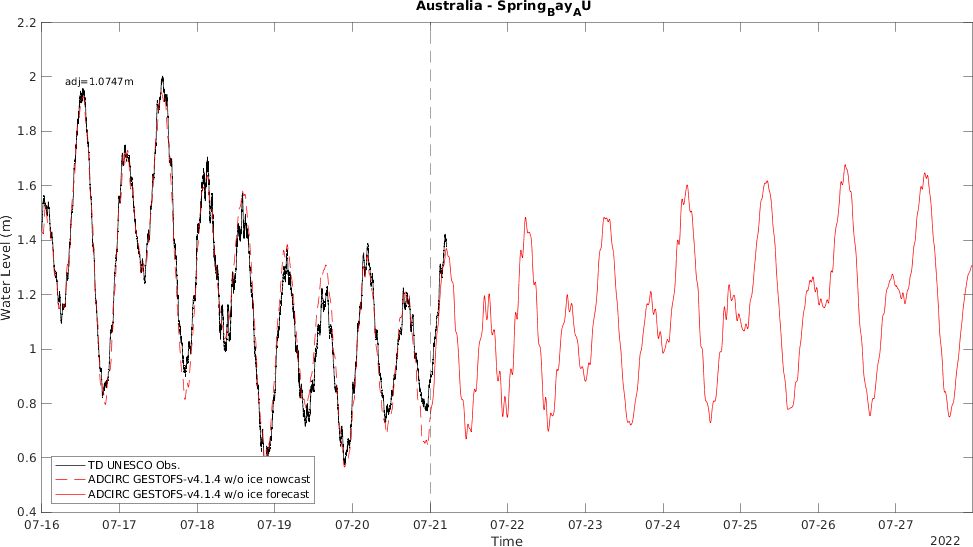 Australia - SpringBayAU
2.2
2
1.8
1.6
1.4
1.2
1
0.8
0.6
0.4
Water Level (m)
adj=1.0747m
TD UNESCO Obs.
ADCIRC GESTOFS-v4.1.4 w/o ice nowcast
ADCIRC GESTOFS-v4.1.4 w/o ice forecast
07-16 07-17 07-18 07-19 07-20 07-21 07-22 07-23 07-24 07-25 07-26 07-27
Time
2022